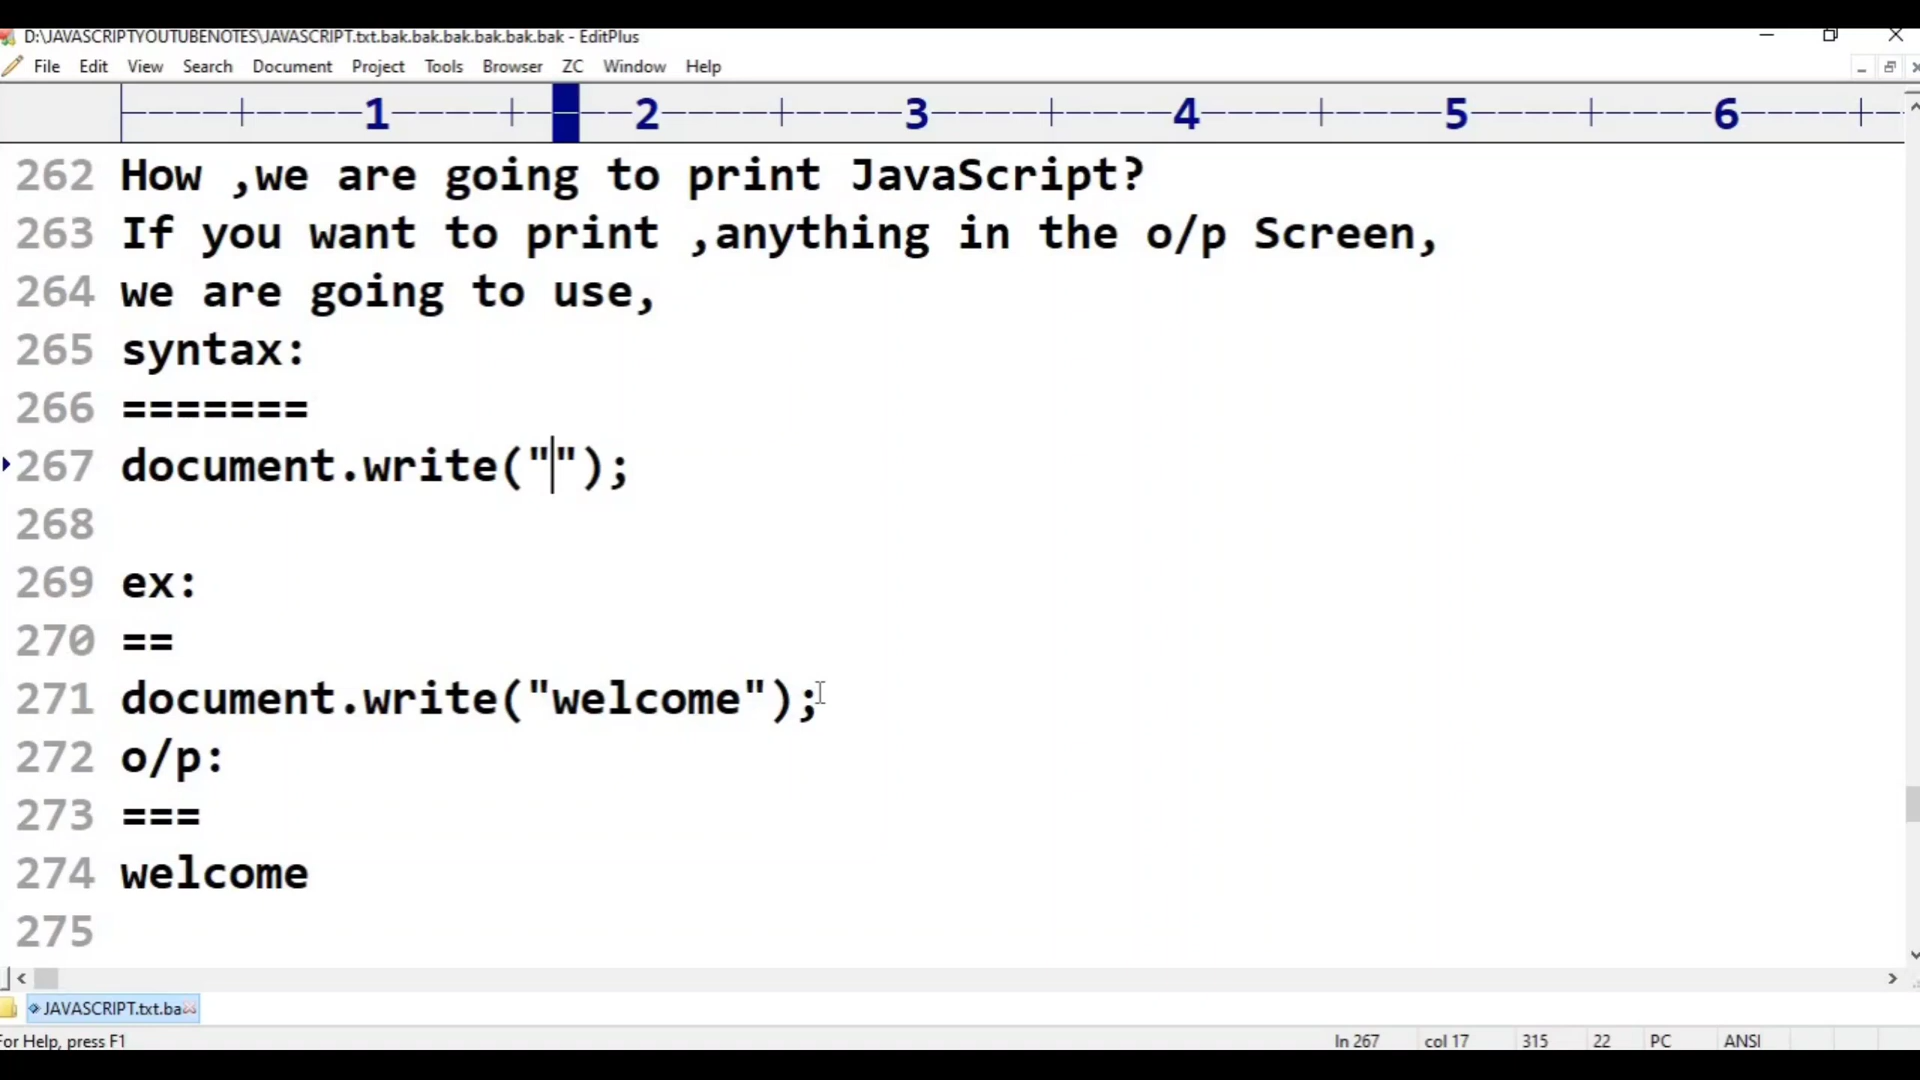 D:\JAVASCRIPTYOUTUBENOTES\JAVASCRIPT.txt.bak.bak.bak.bak.bak.bak - EditPlus
File Edit View Search Document Project Tools Browser ZC Window Help
1 2 3 4 5 6
262 How ,we are going to print JavaScript?
263 If you want to print ,anything in the o/p Screen,
264 we are going to use,
265 syntax:
266 =======
267 document.write("");
268
269 ex:
270 ==
271 document.write("welcome");
272 o/p:
273 ===
274 welcome
275
JAVASCRIPT.txt.ba
For Help, press F1 ln 267 col 17 315 22 PC ANSI